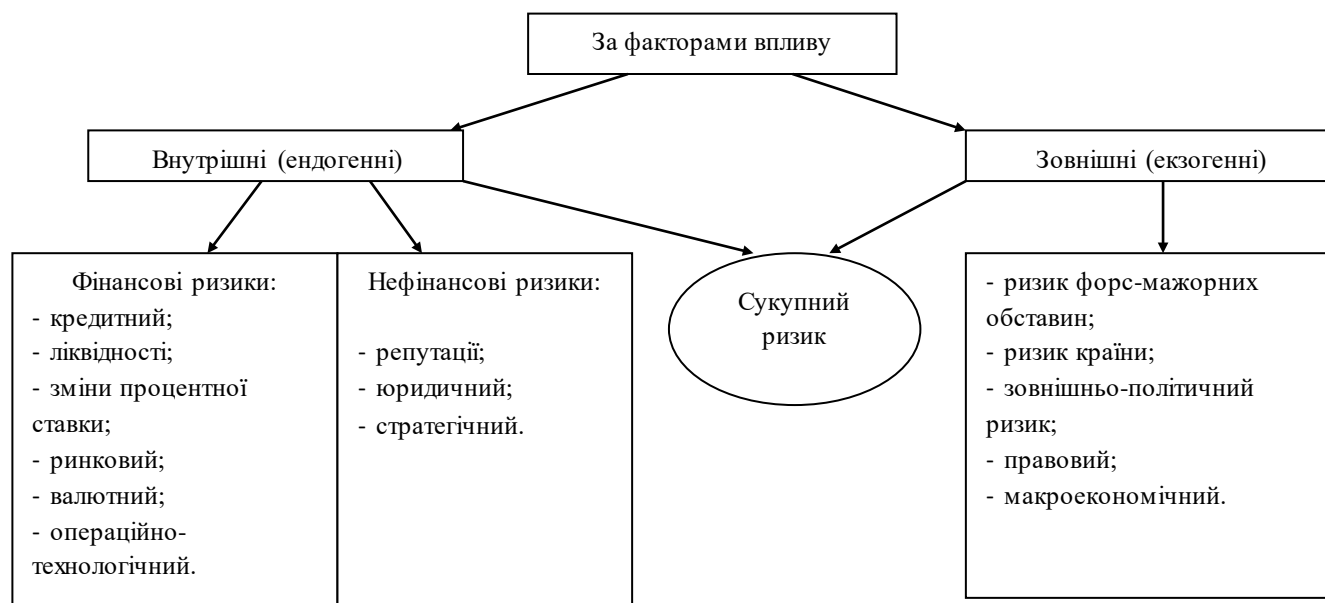 За факторами впливу
Внутрішні (ендогенні)
Зовнішні (екзогенні)
Фінансові ризики:
- кредитний;
- ліквідності;
- зміни процентної
ставки;
- ринковий;
- валютний;
- операційно-
технологічний.
Нефінансові ризики:
- репутації;
- юридичний;
- стратегічний.
Сукупний
ризик
- ризик форс-мажорних
обставин;
- ризик країни;
- зовнішньо-політичний
ризик;
- правовий;
- макроекономічний.